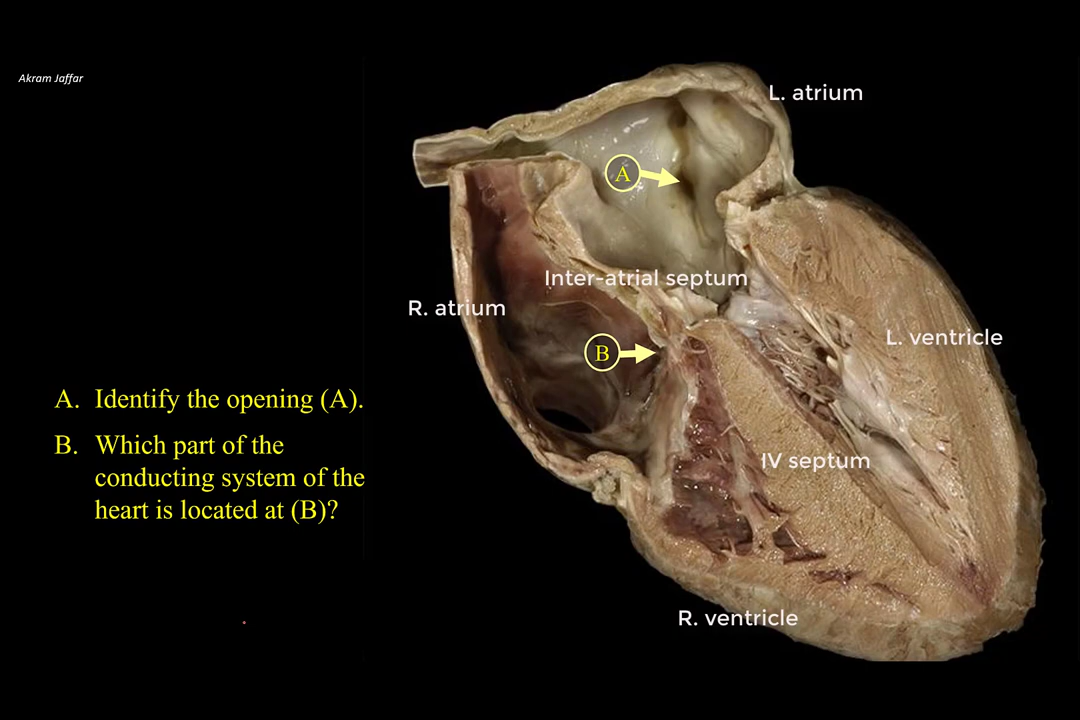 Akram Jaffar
L. atrium
A
Inter-atrial septum
R. atrium
L. ventricle
B
A. Identify the opening (A).
B. Which part of the
conducting system of the
heart is located at (B)?
IV septum
R. ventricle